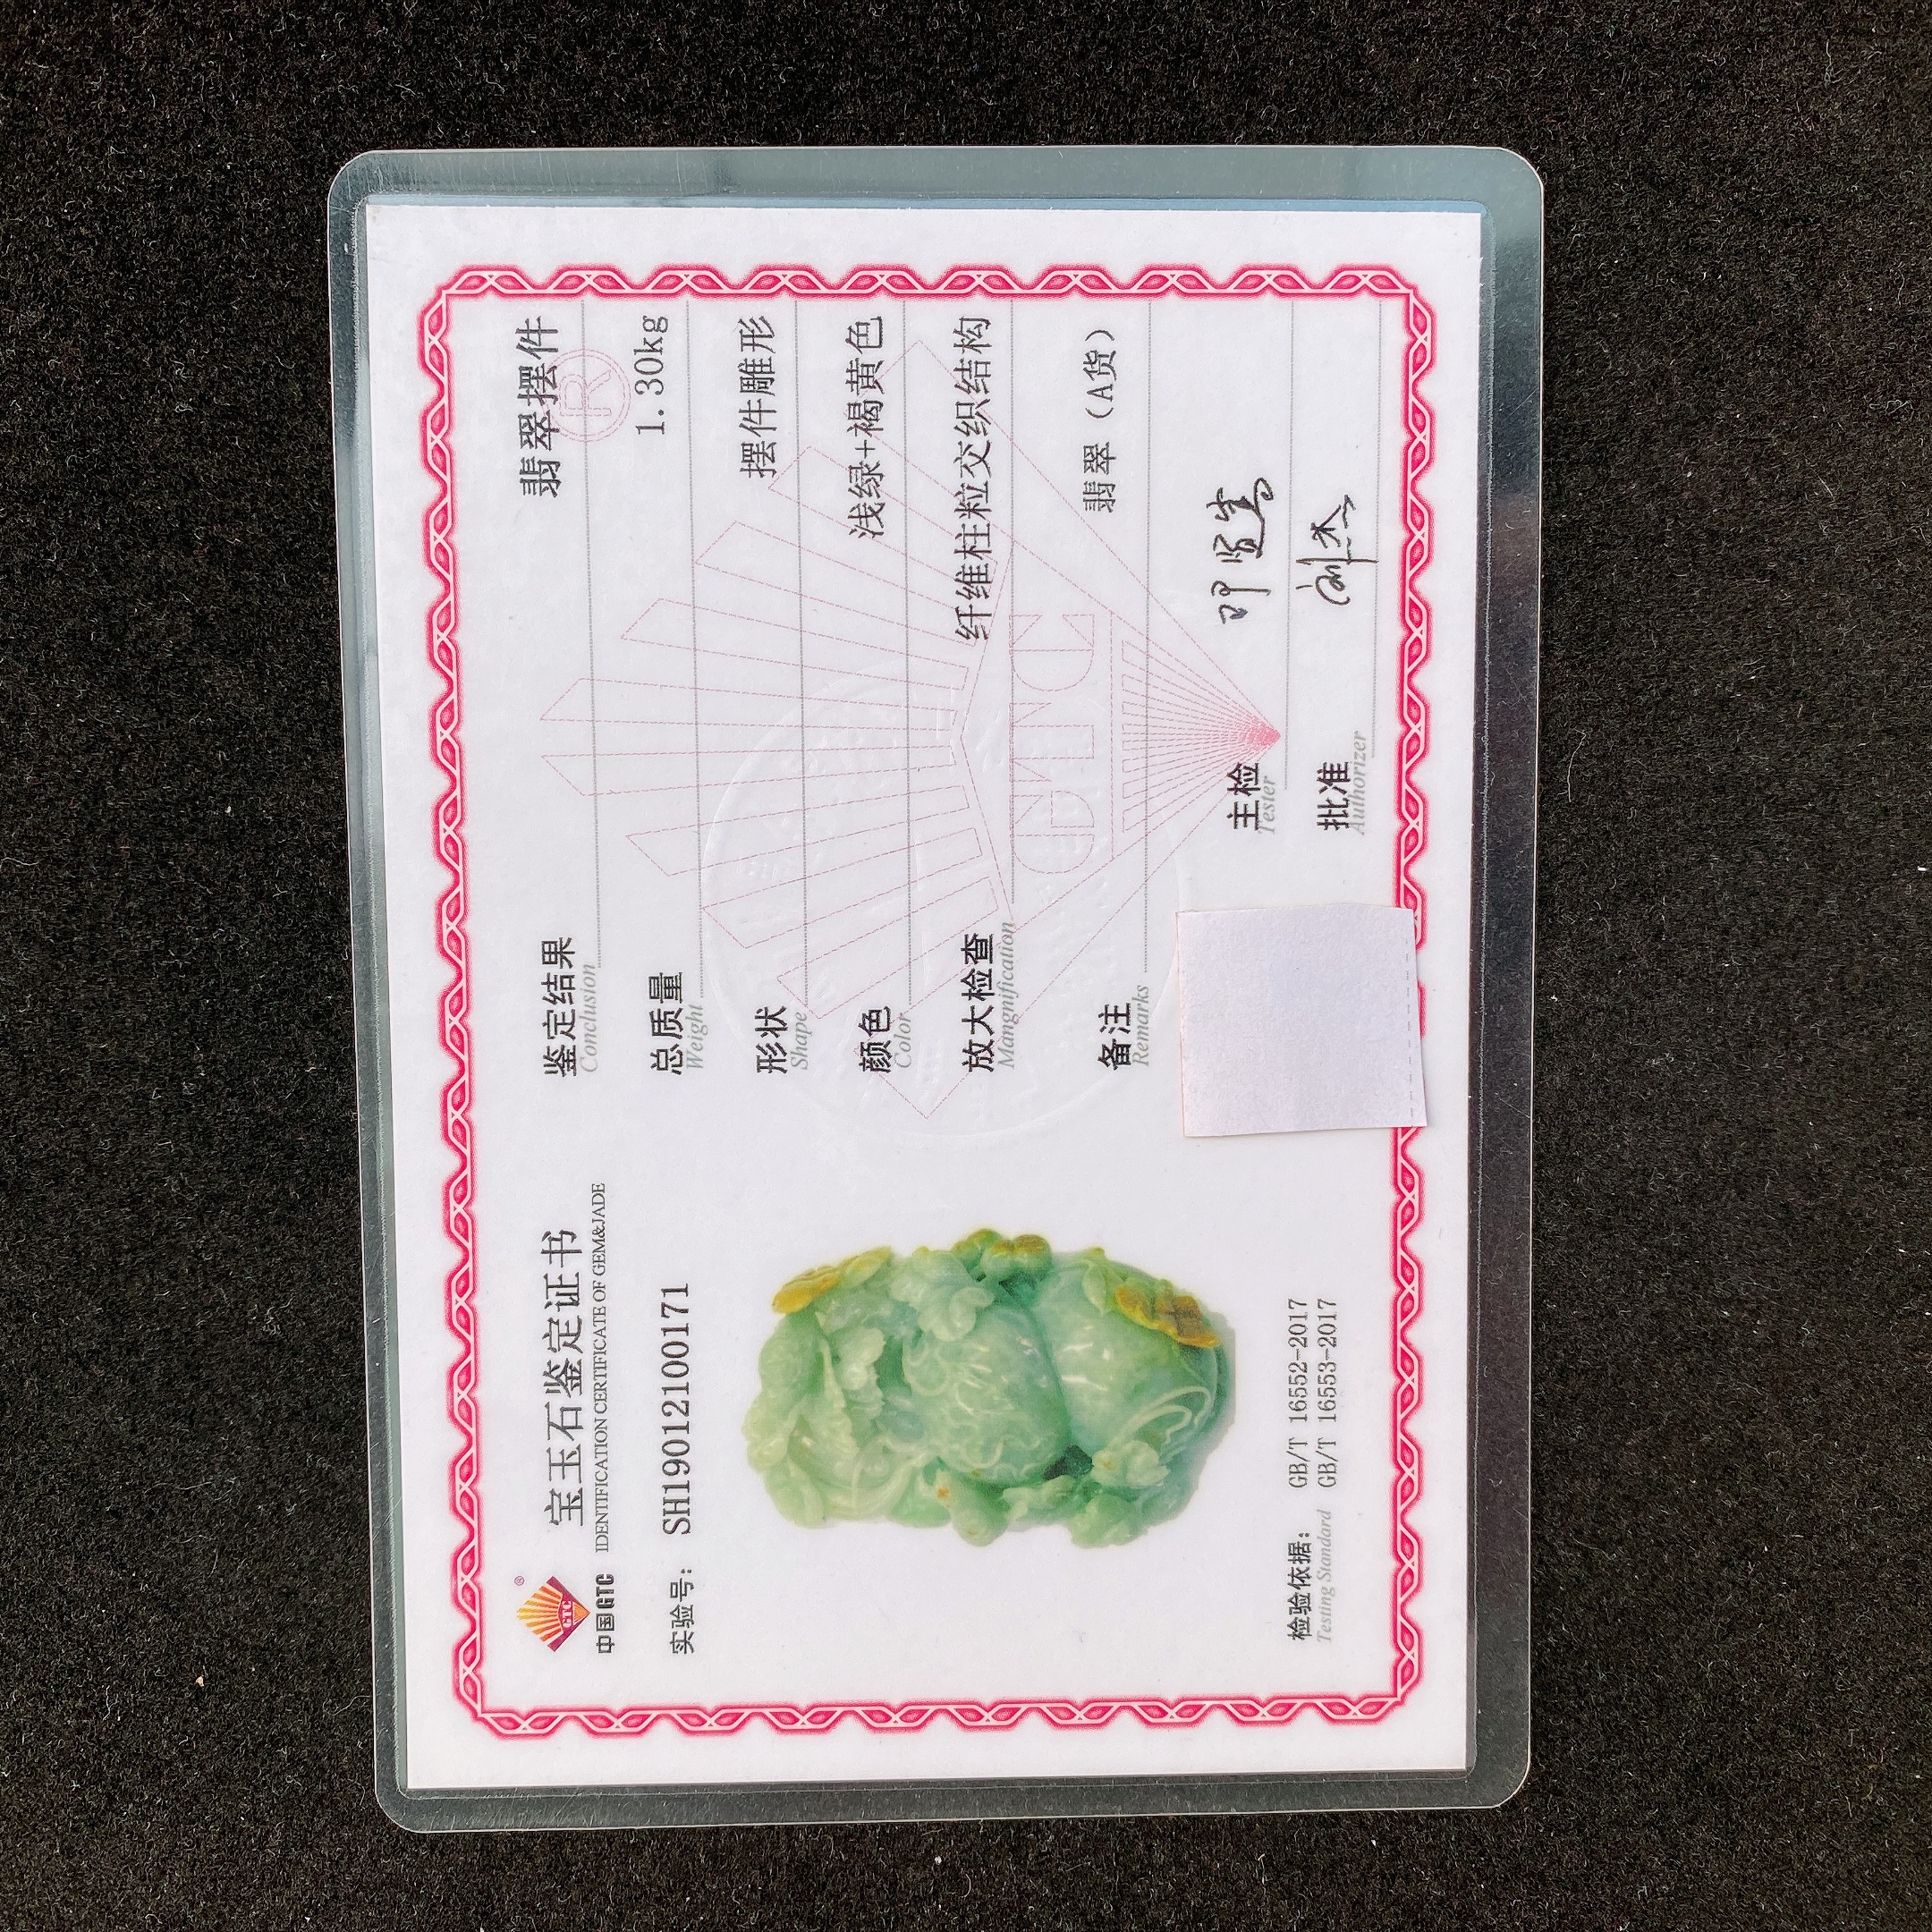 GTC
®
中国GTC
宝玉石鉴定证书
IDENTIFICATION CERTIFICATE OF GEM&JADE
实验号: SH190121000171
检验依据: GB/T 16552-2017
Testing Standard GB/T 16553-2017
鉴定结果 翡翠摆件
Conclusion
总质量 1.30kg
Weight
形状 摆件雕形
Shape
颜色 浅绿+褐黄色
Color
放大检查 纤维柱粒交织结构
Mangnification
备注 翡翠（A货）
Remarks
主检
Tester
批准
Authorizer
GTC
R